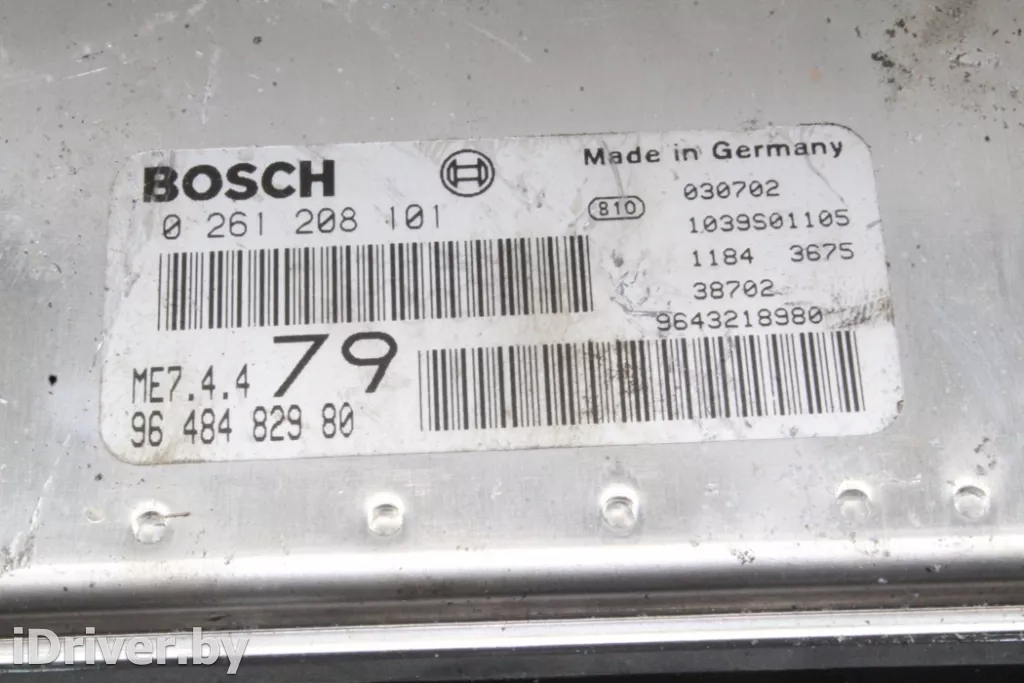 BOSCH
0 261 208 101
Made in Germany
810
030702
1039S01105
1184 3675
38702
9643218980
ME7.4.4 79
96 484 829 80
iDriver.by